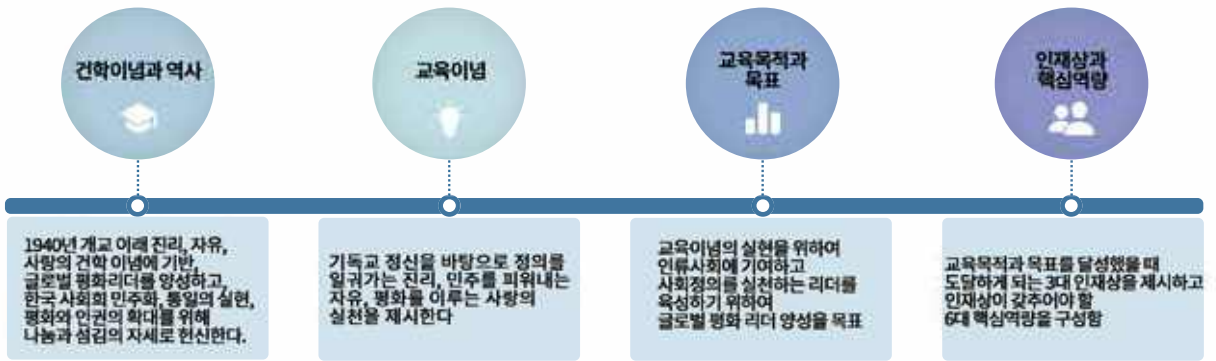 건학이념과 역사
교육이념
교육목적과
목표
인재상과
핵심역량
1940년 개교 이래 진리, 자유,
사랑의 건학 이념에 기반,
글로벌 평화리더를 양성하고,
한국 사회희 민주화, 통일의 실현,
평화와 인권의 확대를 위해
나눔과 섬김의 자세로 헌신한다.
기독교 정신을 바탕으로 정의를
일궈가는 진리, 민주를 피워내는
자유, 평화를 이루는 사랑의
실천을 제시한다
교육이념의 실현을 위하여
인류사회에 기여하고
사회정의를 실천하는 리더를
육성하기 위하여
글로벌 평화 리더 양성을 목표
교육목적과 목표를 달성했을 때
도달하게 되는 3대 인재상을 제시하고
인재상이 갖추어야 할
6대 핵심역량을 구성함